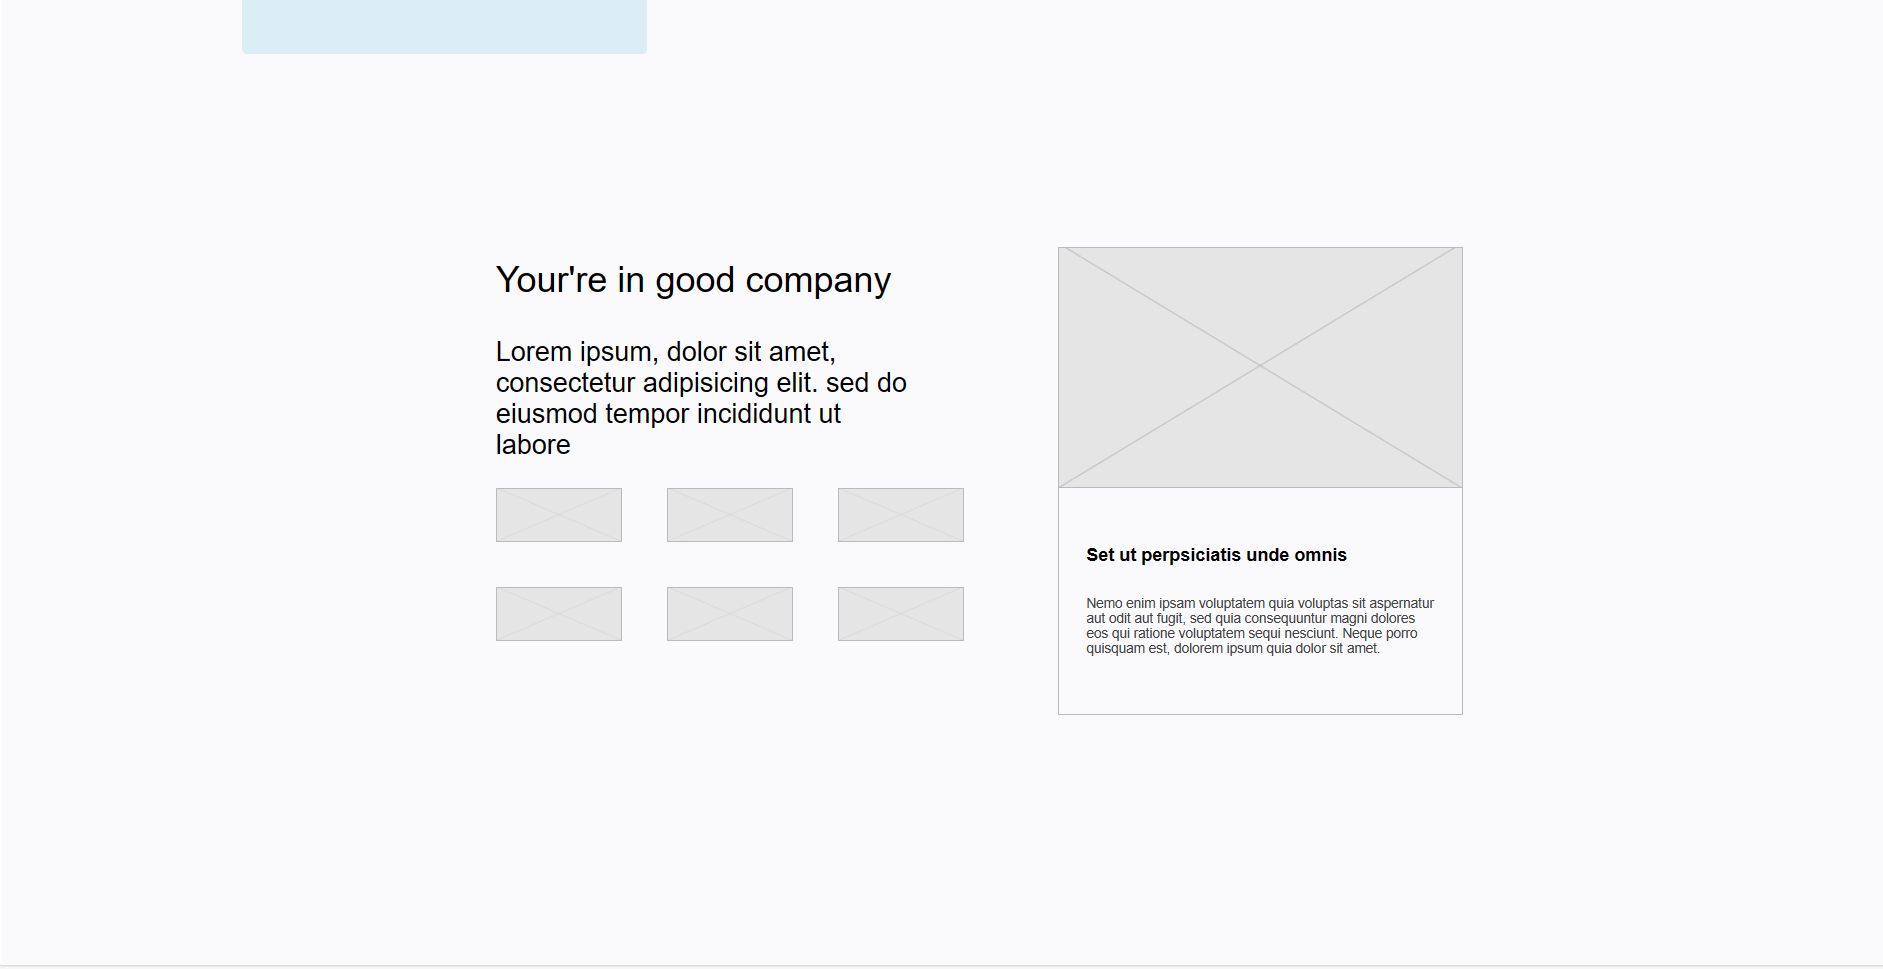 Your're in good company
Lorem ipsum, dolor sit amet,
consectetur adipisicing elit. sed do
eiusmod tempor incididunt ut
labore
Set ut perpsiciatis unde omnis
Nemo enim ipsam voluptatem quia voluptas sit aspernatur
aut odit aut fugit, sed quia consequuntur magni dolores
eos qui ratione voluptatem sequi nesciunt. Neque porro
quisquam est, dolorem ipsum quia dolor sit amet.